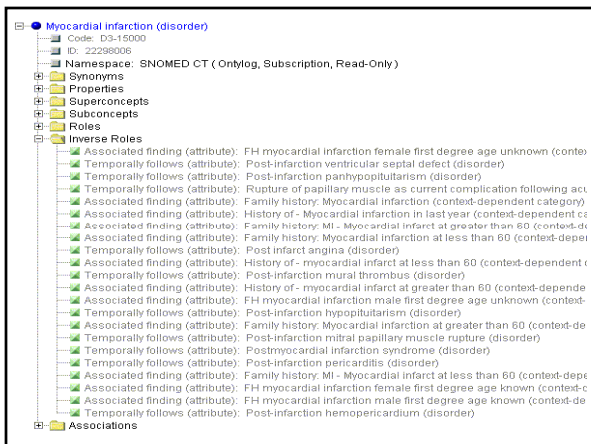 Myocardial infarction (disorder)
Code: D3-15000
ID: 22298006
Namespace: SNOMED CT ( Ontylog, Subscription, Read-Only )
Synonyms
Properties
Superconcepts
Subconcepts
Roles
Inverse Roles
Associated finding (attribute): FH myocardial infarction female first degree age unknown (contex
Temporally follows (attribute): Post-infarction ventricular septal defect (disorder)
Temporally follows (attribute): Post-infarction panhypopituitarism (disorder)
Temporally follows (attribute): Rupture of papillary muscle as current complication following acu
Associated finding (attribute): Family history: Myocardial infarction (context-dependent category)
Associated finding (attribute): History of - Myocardial infarction in last year (context-dependent ca
Associated finding (attribute): Family history: MI - Myocardial infarct at greater than 60 (context-de
Associated finding (attribute): Family history: Myocardial infarction at less than 60 (context-deper
Temporally follows (attribute): Post infarct angina (disorder)
Associated finding (attribute): History of - myocardial infarct at less than 60 (context-dependent c
Temporally follows (attribute): Post-infarction mural thrombus (disorder)
Associated finding (attribute): History of - myocardial infarct at greater than 60 (context-depende
Associated finding (attribute): FH myocardial infarction male first degree age unknown (context-
Temporally follows (attribute): Post-infarction hypopituitarism (disorder)
Associated finding (attribute): Family history: Myocardial infarction at greater than 60 (context-de
Temporally follows (attribute): Post-infarction mitral papillary muscle rupture (disorder)
Temporally follows (attribute): Postmyocardial infarction syndrome (disorder)
Temporally follows (attribute): Post-infarction pericarditis (disorder)
Associated finding (attribute): Family history: MI - Myocardial infarct at less than 60 (context-depe
Associated finding (attribute): FH myocardial infarction female first degree age known (context-c
Associated finding (attribute): FH myocardial infarction male first degree age known (context-de
Temporally follows (attribute): Post-infarction hemopericardium (disorder)
Associations